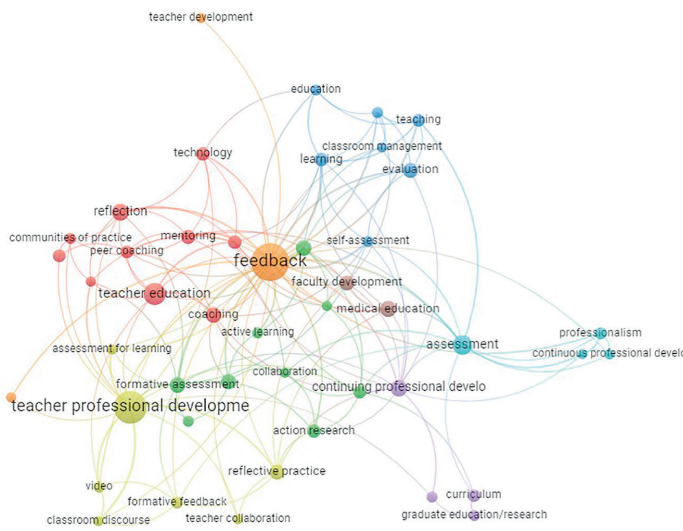 teacher development
education
teaching
classroom management
technology
learning
evaluation
reflection
communities of practice
mentoring
peer coaching
self-assessment
feedback
faculty development
teacher education
medical education
coaching
active learning
professionalism
assessment
assessment for learning
continuous professional develo
collaboration
formative assessment
continuing professional develo
teacher professional developme
action research
reflective practice
video
curriculum
formative feedback
graduate education/research
classroom discourse
teacher collaboration